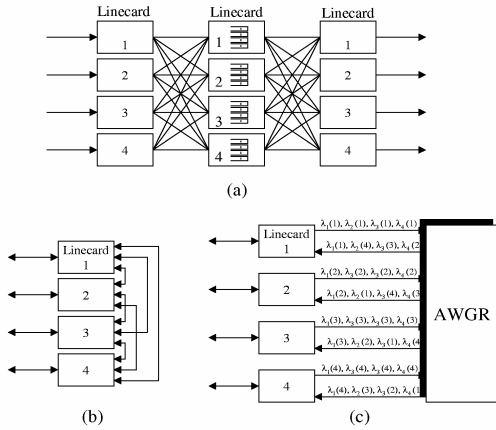 Linecard Linecard Linecard
1 1 1
2 2 2
3 3 3
4 4 4
(a)
Linecard
1
2
3
4
(b)
Linecard
1
2
3
4
λ₁(1), λ₂(1), λ₃(1), λ₄(1)
λ₁(1), λ₂(4), λ₃(3), λ₄(2
λ₁(2), λ₃(2), λ₂(2), λ₄(2)
λ₁(2), λ₂(1), λ₃(4), λ₄(3
λ₁(3), λ₃(3), λ₃(3), λ₄(3)
λ₁(3), λ₂(2), λ₃(1), λ₄(4
λ₁(4), λ₄(4), λ₃(4), λ₄(4)
λ₁(4), λ₂(3), λ₃(2), λ₄(1
AWGR
(c)